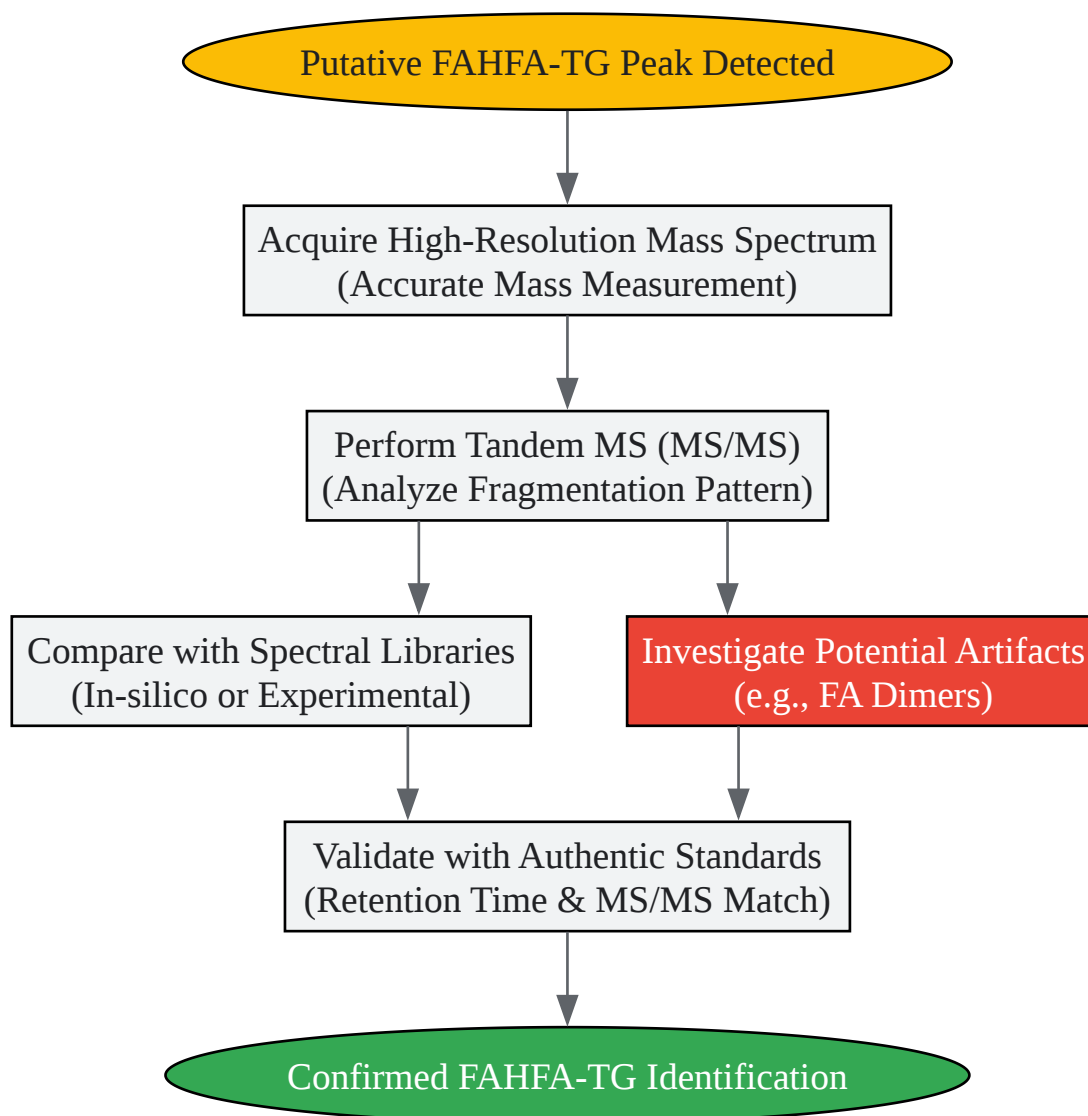 Putative FAHFA-TG Peak Detected
Acquire High-Resolution Mass Spectrum
(Accurate Mass Measurement)
Perform Tandem MS (MS/MS)
(Analyze Fragmentation Pattern)
Compare with Spectral Libraries
(In-silico or Experimental)
Investigate Potential Artifacts
(e.g., FA Dimers)
Validate with Authentic Standards
(Retention Time & MS/MS Match)
Confirmed FAHFA-TG Identification